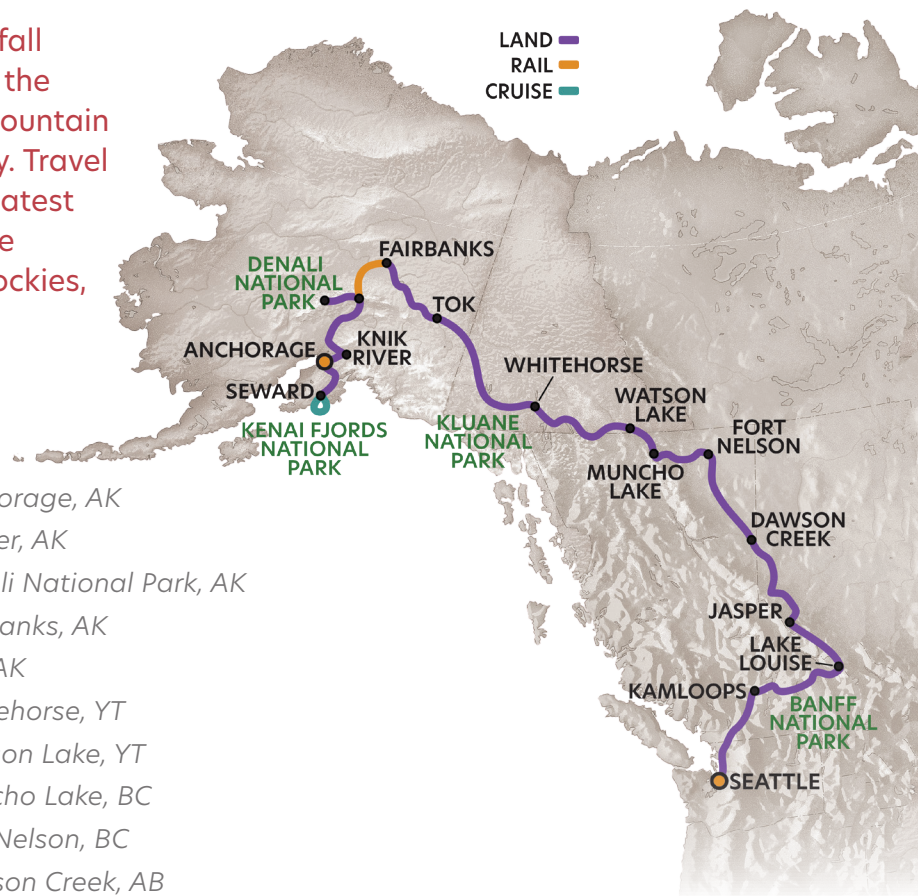 fall
the
ountain
y. Travel
atest
e
ockies,
LAND
RAIL
CRUISE
FAIRBANKS
DENALI
NATIONAL
PARK
TOK
ANCHORAGE
KNIK
RIVER
SEWARD
KENAI FJORDS
NATIONAL
PARK
WHITEHORSE
KLUANE
NATIONAL
PARK
WATSON
LAKE
MUNCHO
LAKE
FORT
NELSON
DAWSON
CREEK
JASPER
LAKE
LOUISE
KAMLOOPS
BANFF
NATIONAL
PARK
SEATTLE
orage, AK
er, AK
li National Park, AK
anks, AK
AK
ehorse, YT
on Lake, YT
cho Lake, BC
Nelson, BC
son Creek, AB